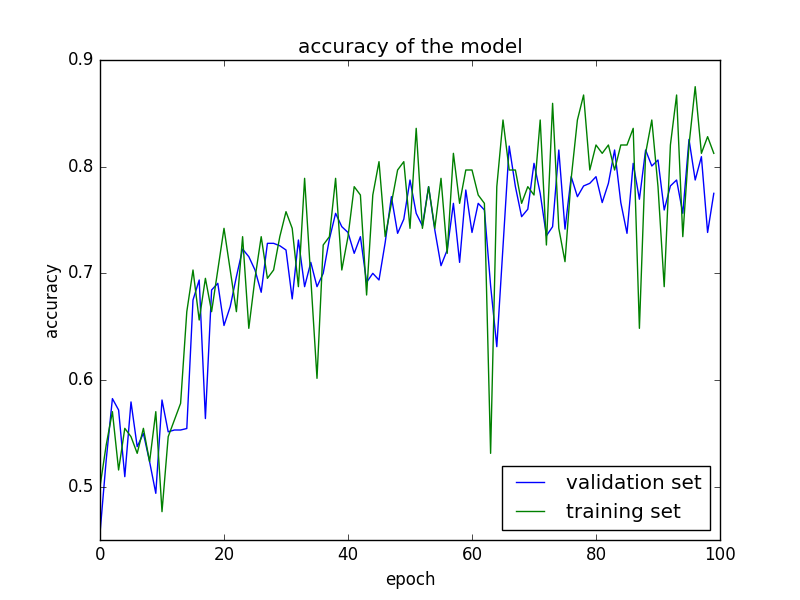 accuracy of the model
0.9
0.8
0.7
0.6
0.5
accuracy
validation set
training set
0 20 40 60 80 100
epoch